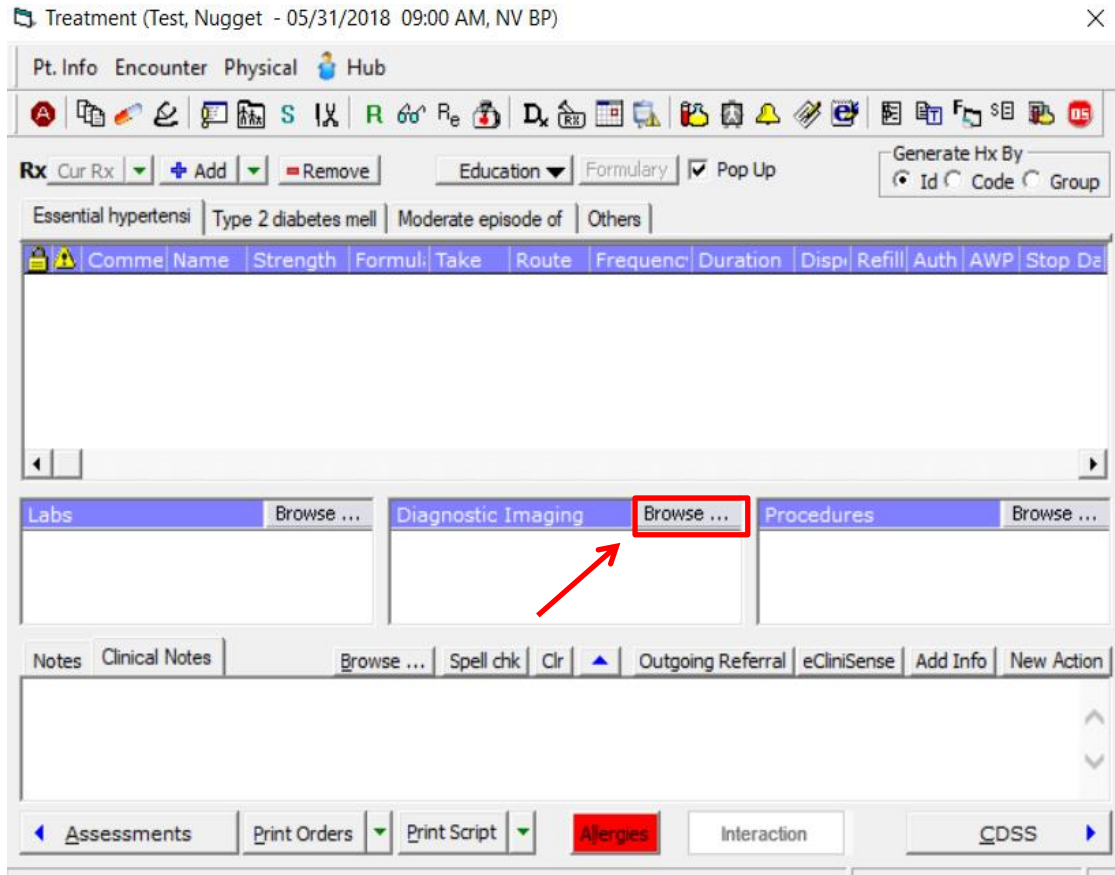 Treatment (Test, Nugget - 05/31/2018 09:00 AM, NV BP)
Pt. Info Encounter Physical Hub
A S R Re Dx RX T F S OS
Rx Cur Rx Add Remove Education Formulary Pop Up
Generate Hx By
Id Code Group
Essential hypertensi Type 2 diabetes mell Moderate episode of Others
Comme Name Strength Formul Take Route Frequenc Duration Disp Refill Auth AWP Stop Da
Labs Browse ... Diagnostic Imaging Browse ... Procedures Browse ...
Notes Clinical Notes Browse ... Spell chk Clr Outgoing Referral eCliniSense Add Info New Action
Assessments Print Orders Print Script Allergies Interaction CDSS